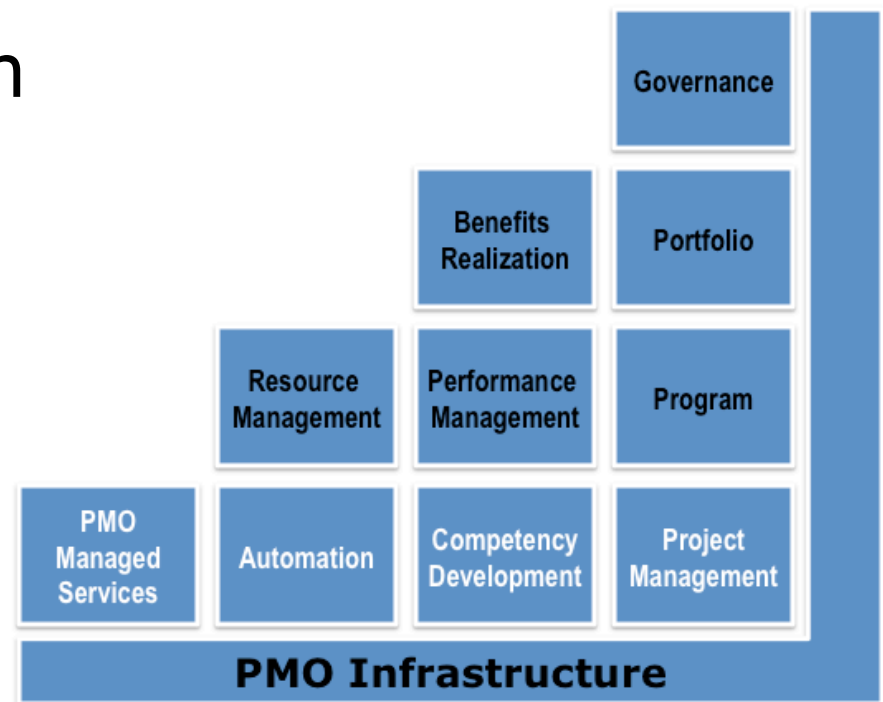 n
Governance
Benefits
Realization
Portfolio
Resource
Management
Performance
Management
Program
PMO
Managed
Services
Automation
Competency
Development
Project
Management
PMO Infrastructure